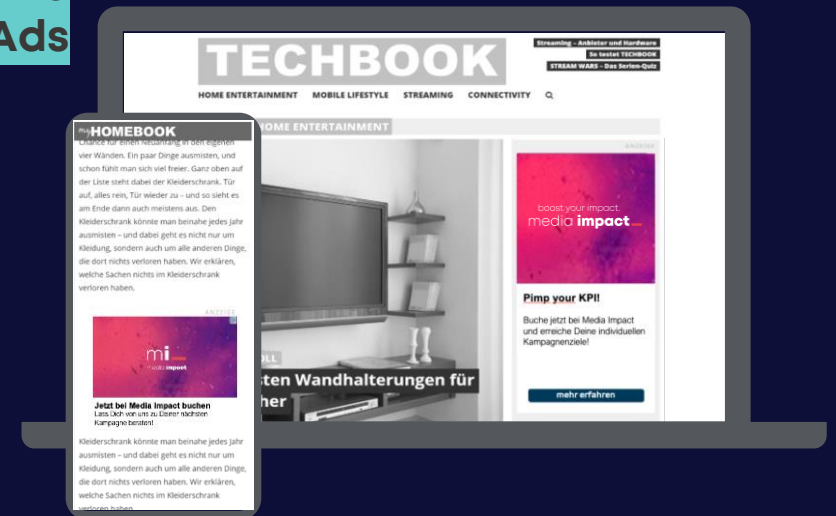 Ads
TECHBOOK
Streaming - Anbieter und Hardware
So testet TECHBOOK
STREAM WARS - Das Serien-Quiz
HOME ENTERTAINMENT MOBILE LIFESTYLE STREAMING CONNECTIVITY
HOME ENTERTAINMENT
ANZEIGE
boost your impact.
media impact_
Pimp your KPI!
Buche jetzt bei Media Impact
und erreiche Deine individuellen
Kampagnenziele!
mehr erfahren
sten Wandhalterungen für
her
myHOMEBOOK
Chance für einen Neuanfang in den eigenen
vier Wänden. Ein paar Dinge ausmisten, und
schon fühlt man sich viel freier. Ganz oben auf
der Liste steht dabei der Kleiderschrank. Tür
auf, alles rein, Tür wieder zu – und so sieht es
am Ende dann auch meistens aus. Den
Kleiderschrank könnte man beinahe jedes Jahr
ausmisten – und dabei geht es nicht nur um
Kleidung, sondern auch um alle anderen Dinge,
die dort nichts verloren haben. Wir erklären,
welche Sachen nichts im Kleiderschrank
verloren haben.
ANZEIGE
mi_
media impact
Jetzt bei Media Impact buchen
Lass Dich von uns zu Deiner nächsten
Kampagne beraten!
Kleiderschrank könnte man beinahe jedes Jahr
ausmisten – und dabei geht es nicht nur um
Kleidung, sondern auch um alle anderen Dinge,
die dort nichts verloren haben. Wir erklären,
welche Sachen nichts im Kleiderschrank
verloren haben